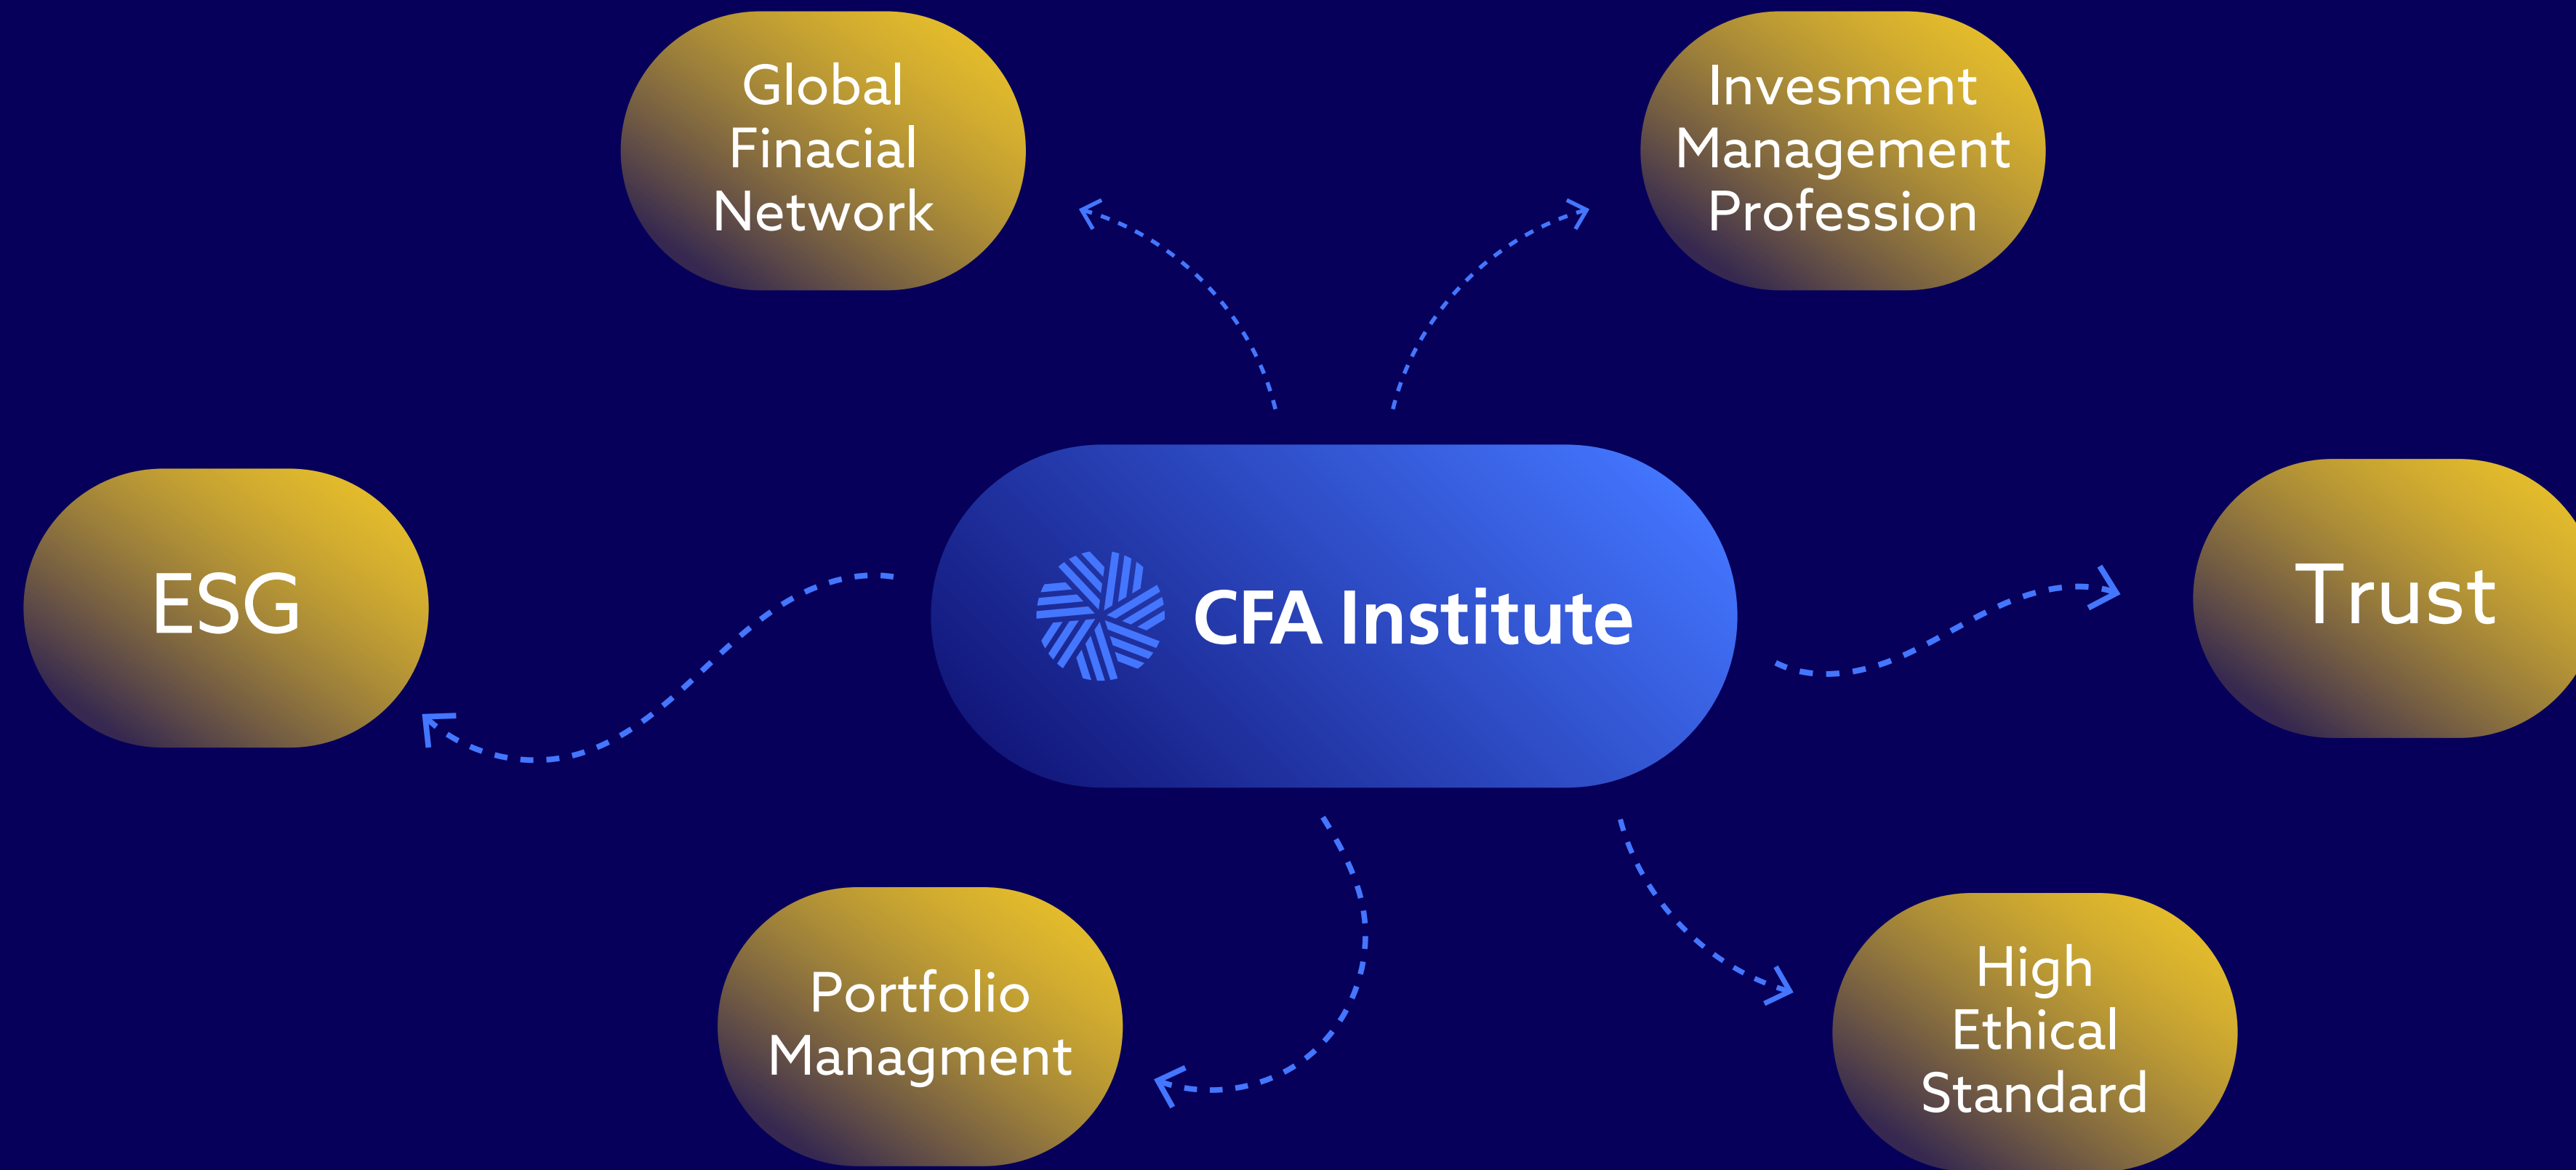 Global
Finacial
Network
Invesment
Management
Profession
ESG
CFA Institute
Trust
Portfolio
Managment
High
Ethical
Standard